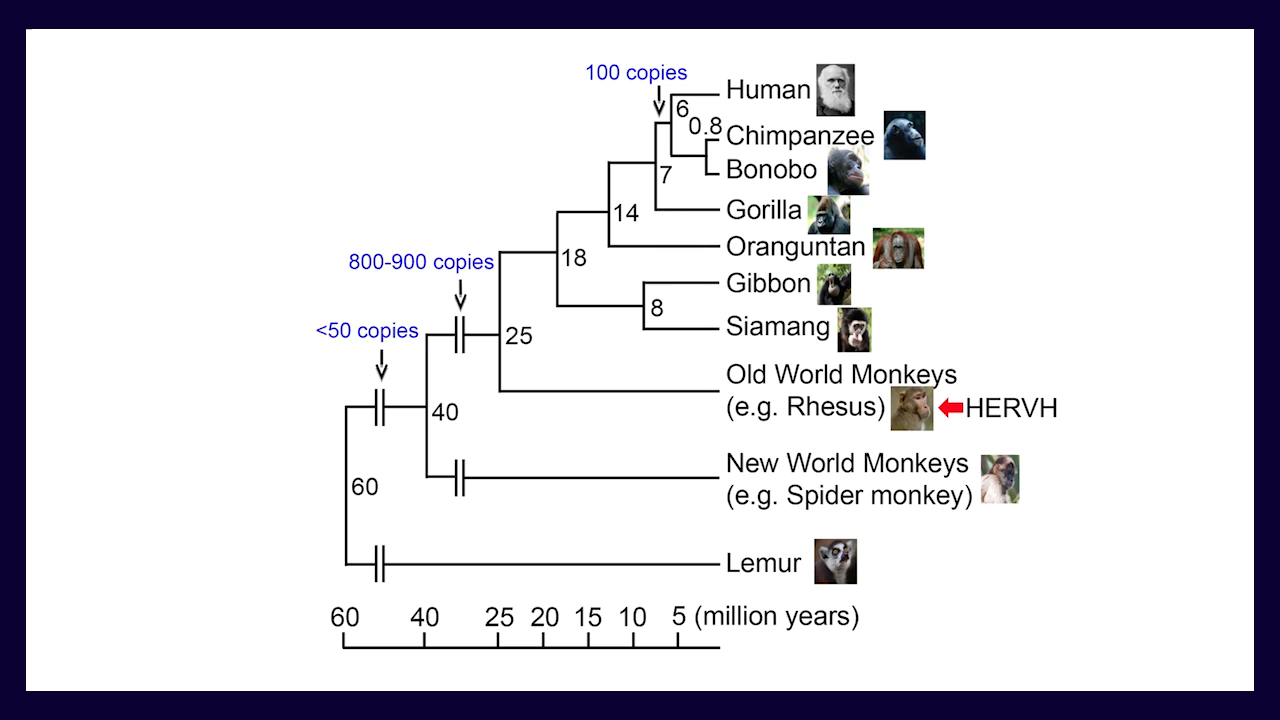 100 copies
Human
6
0.8
Chimpanzee
Bonobo
7
Gorilla
14
Oranguntan
800-900 copies
18
Gibbon
8
Siamang
<50 copies
25
Old World Monkeys
(e.g. Rhesus)
HERVH
40
New World Monkeys
(e.g. Spider monkey)
60
Lemur
60 40 25 20 15 10 5 (million years)